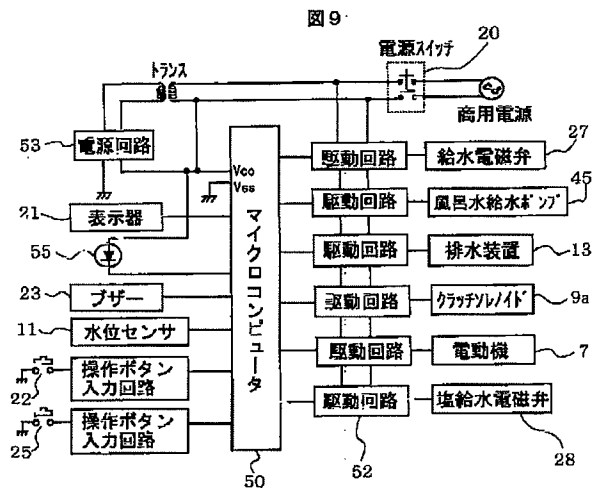 図9
20
電源スイッチ
トランス
商用電源
53
電源回路
Vcc
Vss
21
表示器
55
23
ブザー
11
水位センサ
22
操作ボタン
入力回路
25
操作ボタン
入力回路
マイクロコンピュータ
50
駆動回路
給水電磁弁
27
駆動回路
風呂水給水ポンプ
45
駆動回路
排水装置
13
駆動回路
クラッチソレノイド
9a
駆動回路
電動機
7
駆動回路
塩給水電磁弁
28
52